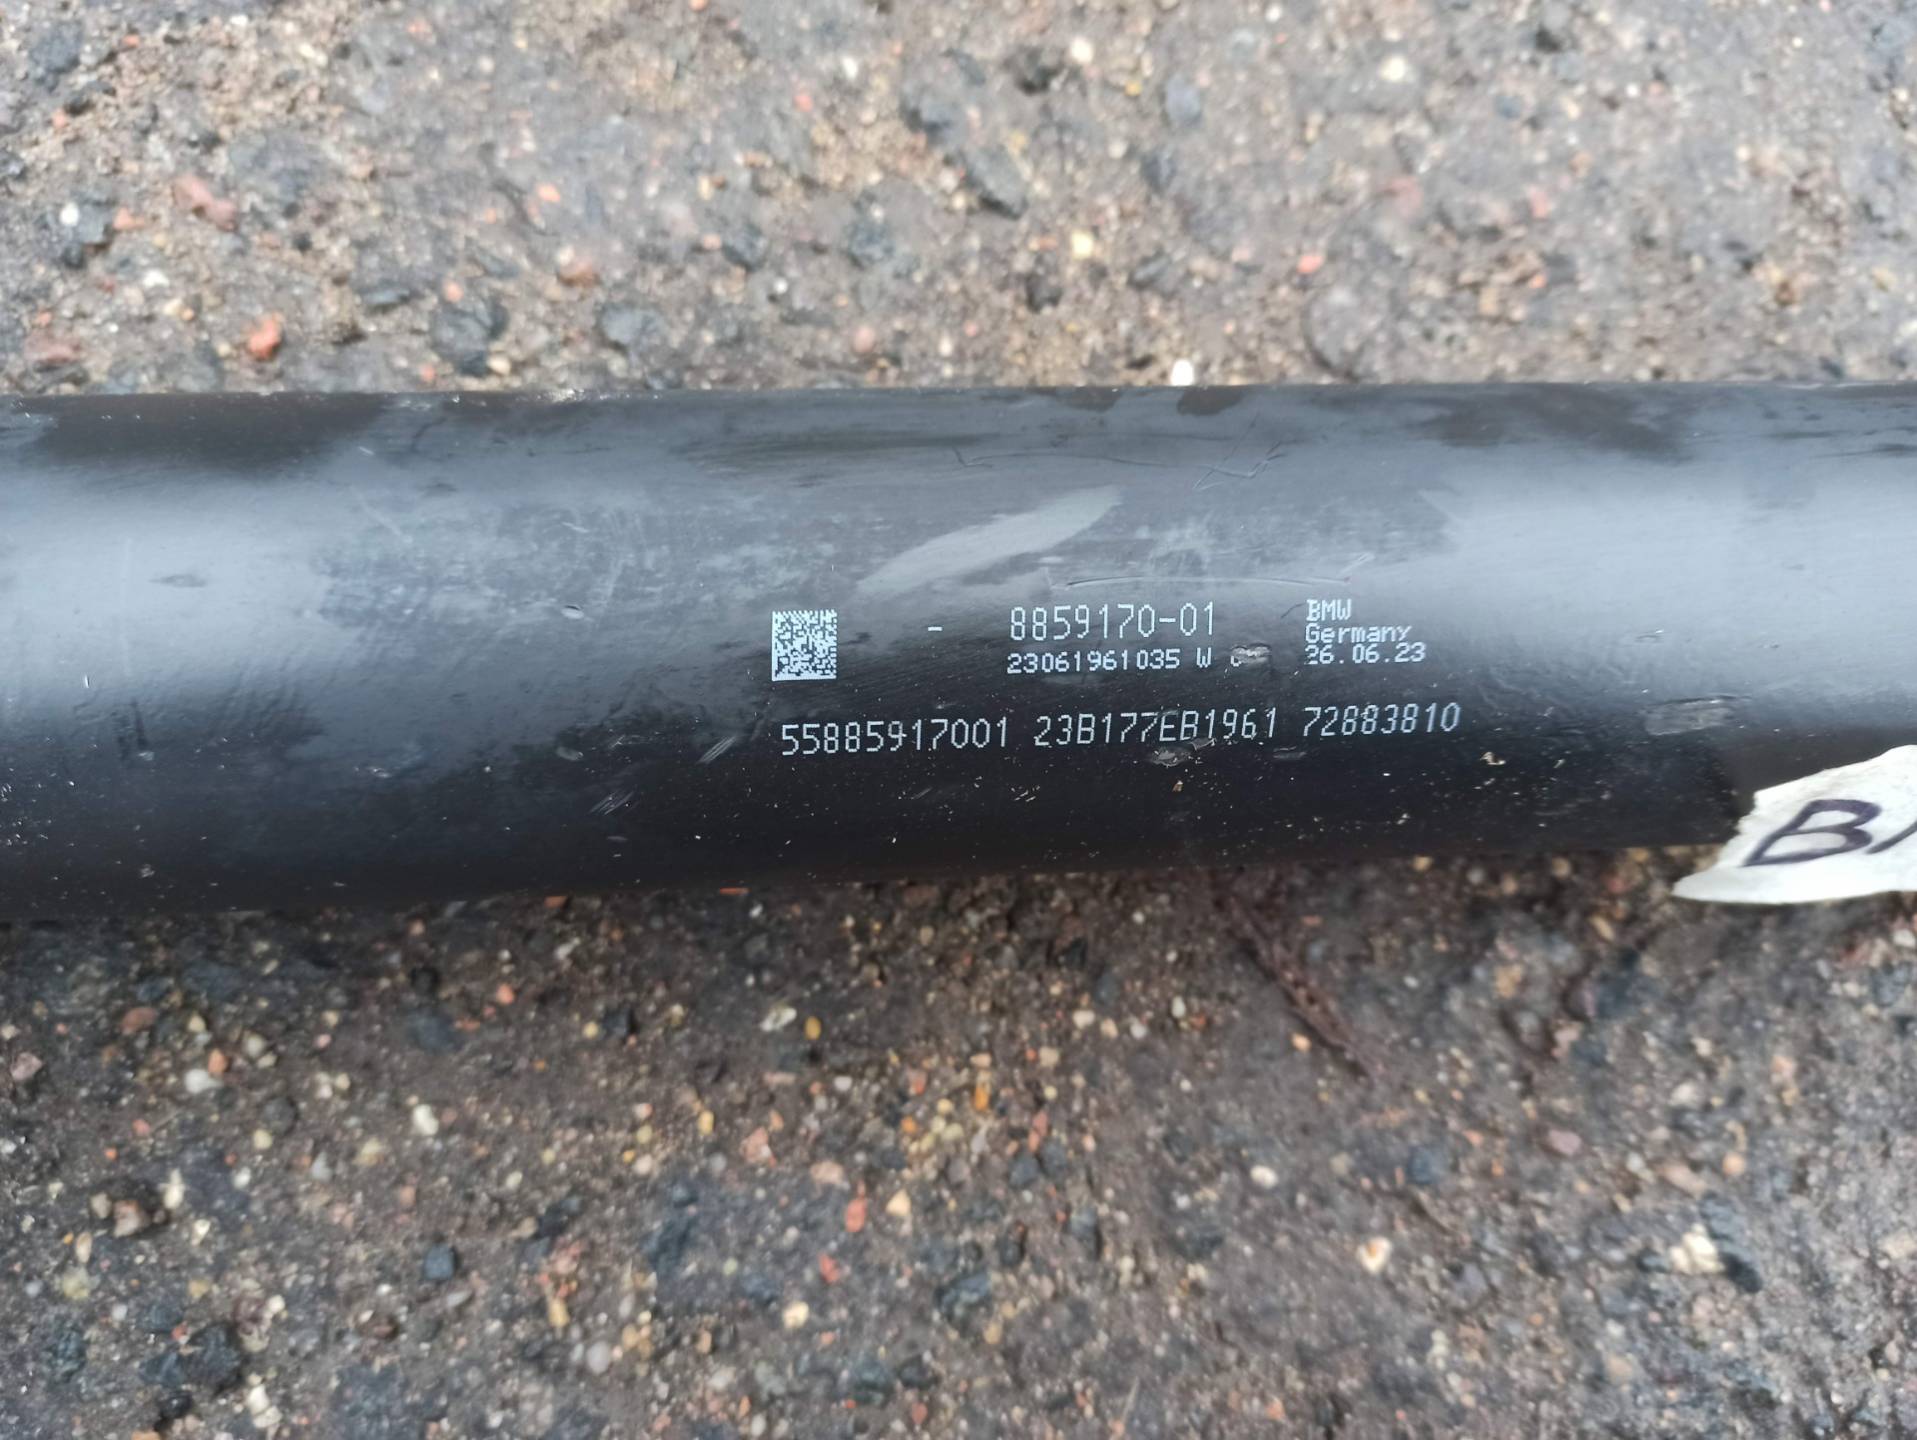 - 8859170-01
23061961035 W
BMW
Germany
26.06.23
55885917001 23B177EB1961 72883810
B